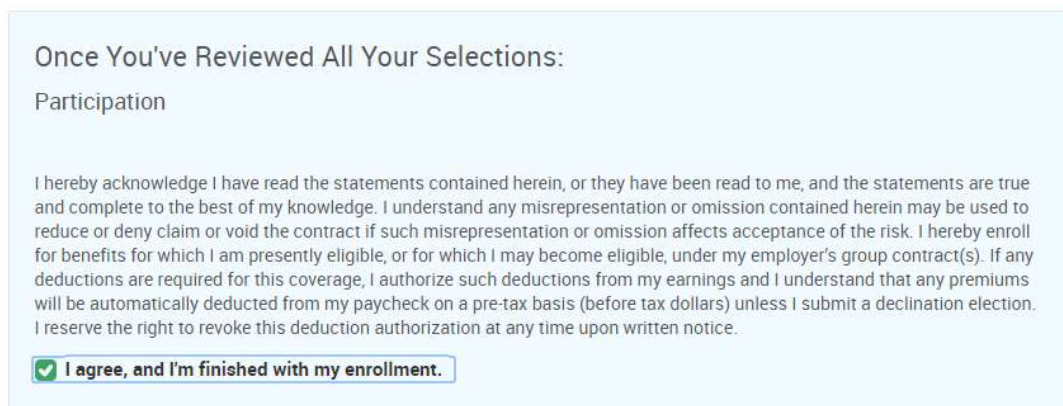 Once You've Reviewed All Your Selections:
Participation
I hereby acknowledge I have read the statements contained herein, or they have been read to me, and the statements are true
and complete to the best of my knowledge. I understand any misrepresentation or omission contained herein may be used to
reduce or deny claim or void the contract if such misrepresentation or omission affects acceptance of the risk. I hereby enroll
for benefits for which I am presently eligible, or for which I may become eligible, under my employer's group contract(s). If any
deductions are required for this coverage, I authorize such deductions from my earnings and I understand that any premiums
will be automatically deducted from my paycheck on a pre-tax basis (before tax dollars) unless I submit a declination election.
I reserve the right to revoke this deduction authorization at any time upon written notice.
I agree, and I'm finished with my enrollment.